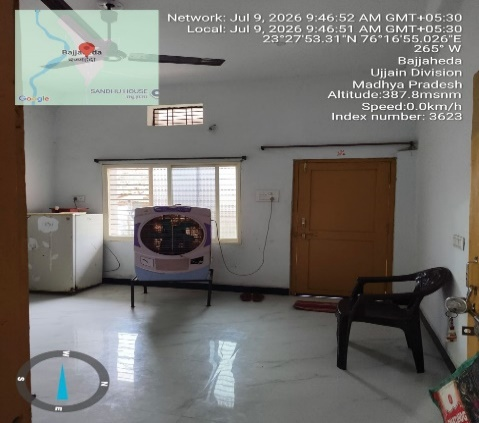 Network: Jul 9, 2026 9:46:52 AM GMT+05:30
Local: Jul 9, 2026 9:46:51 AM GMT+05:30
23°27'53.31"N 76°16'55.026"E
265° W
Bajjaheda
Ujjain Division
Madhya Pradesh
Altitude:387.8msnm
Speed:0.0km/h
Index number: 3623
Bajjaheda
SANDHU HOUSE
Google
W
N
S
E